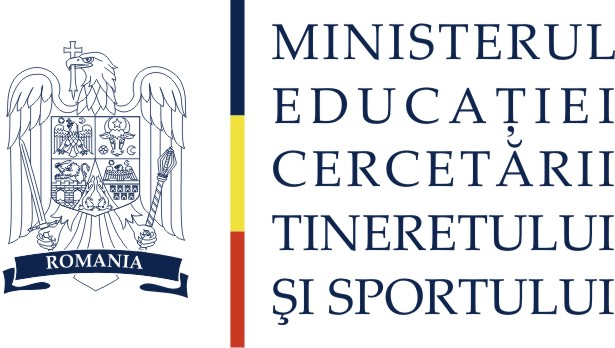 ROMANIA
MINISTERUL
EDUCAȚIEI
CERCETĂRII
TINERETULUI
ŞI SPORTULUI